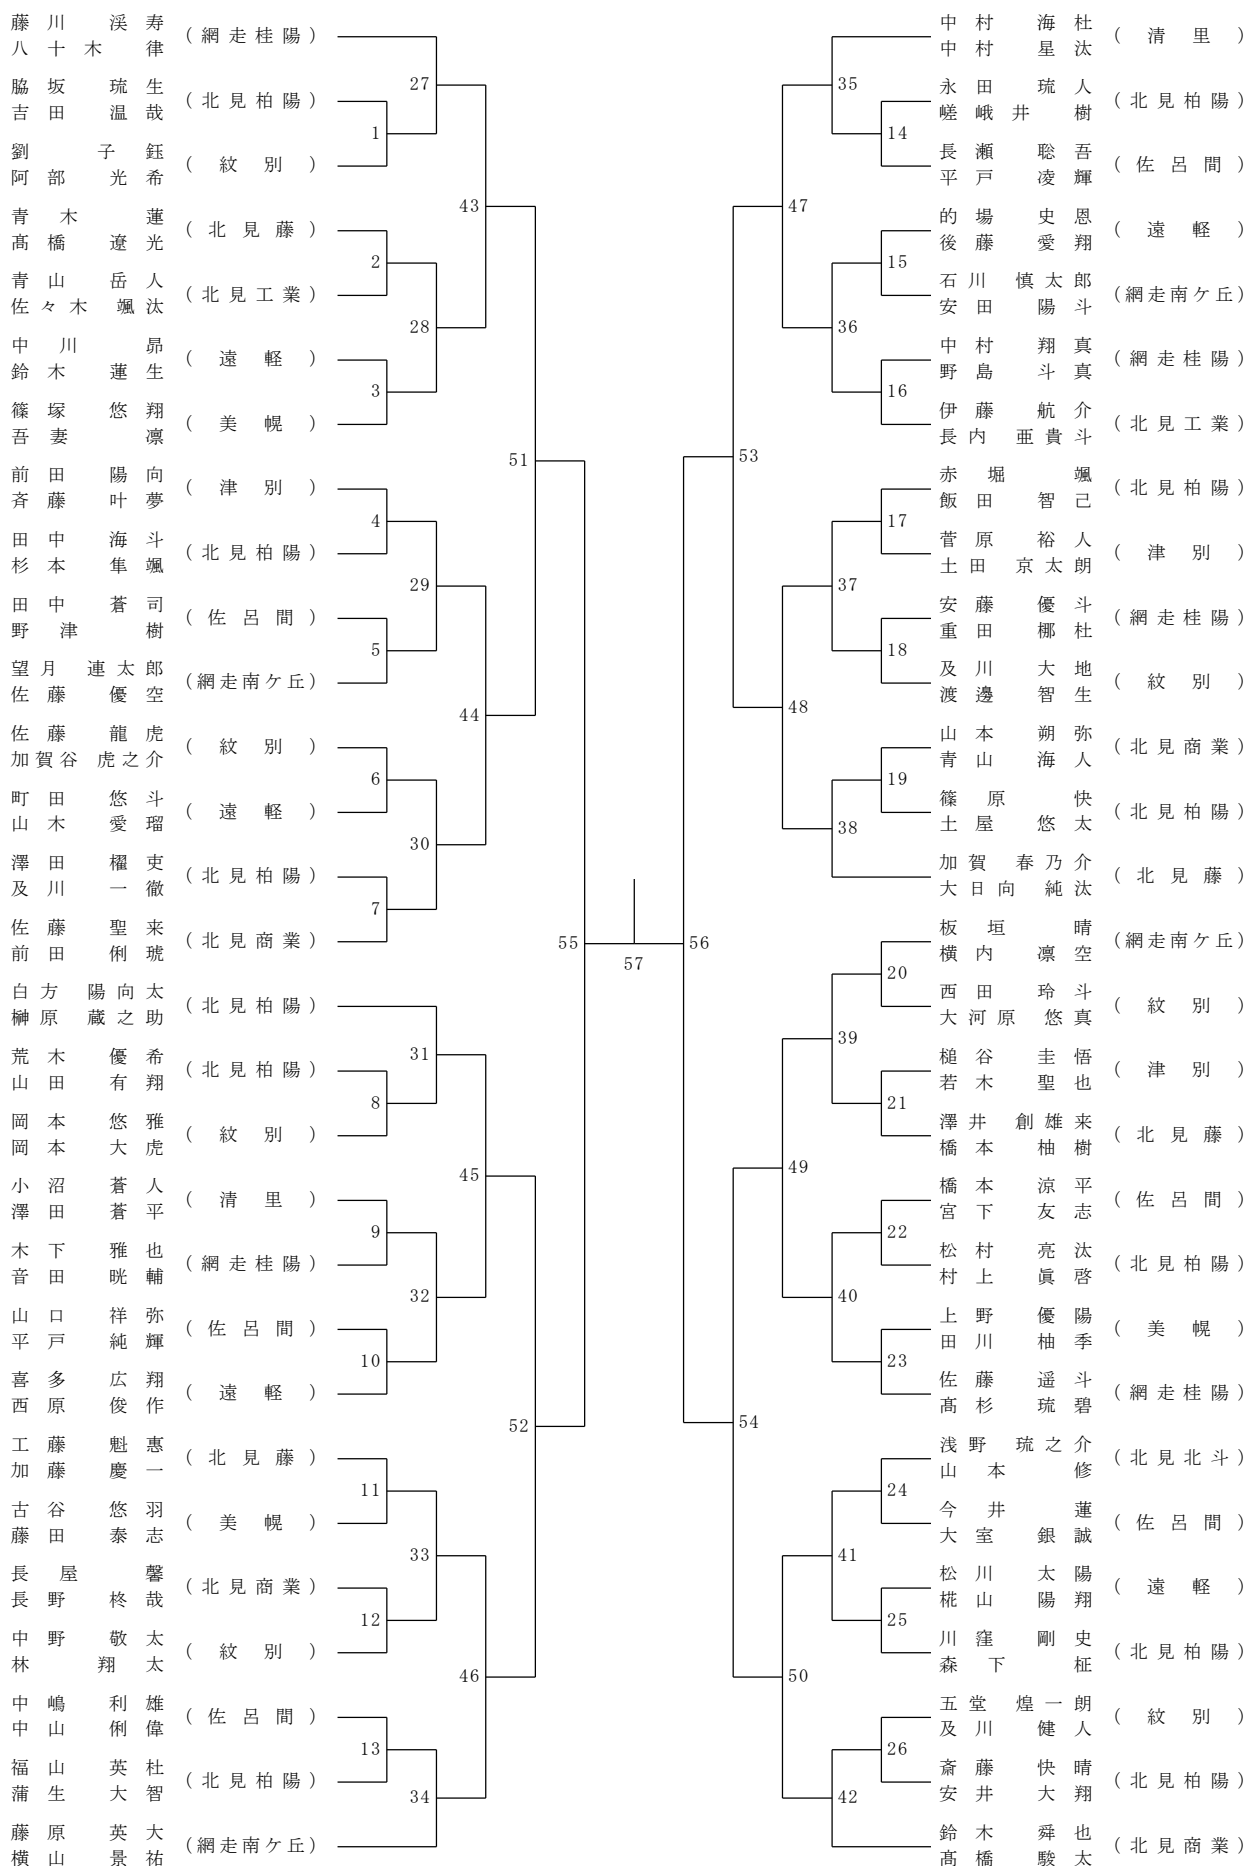 藤川 渓寿
八十木 律
(網走桂陽)
27
脇坂 琉生
吉田 温哉
(北見柏陽)
1
劉 子鈺
阿部 光希
(紋別)
43
青木 蓮
髙橋 遼光
(北見藤)
2
青山 岳人
佐々木 颯汰
(北見工業)
28
中川 昴
鈴木 蓮生
(遠軽)
3
篠塚 悠翔
吾妻 凛
(美幌)
51
前田 陽向
斉藤 叶夢
(津別)
4
田中 海斗
杉本 隼颯
(北見柏陽)
29
田中 蒼司
野津 樹
(佐呂間)
5
望月 連太郎
佐藤 優空
(網走南ケ丘)
44
佐藤 龍虎
加賀谷 虎之介
(紋別)
6
町田 悠斗
山木 愛瑠
(遠軽)
30
澤田 櫂吏
及川 一徹
(北見柏陽)
7
佐藤 聖来
前田 俐琥
(北見商業)
55
白方 陽向太
榊原 蔵之助
(北見柏陽)
31
荒木 優希
山田 有翔
(北見柏陽)
8
岡本 悠雅
岡本 大虎
(紋別)
45
小沼 蒼人
澤田 蒼平
(清里)
9
木下 雅也
音田 晄輔
(網走桂陽)
32
山口 祥弥
平戸 純輝
(佐呂間)
10
喜多 広翔
西原 俊作
(遠軽)
52
工藤 魁惠
加藤 慶一
(北見藤)
11
古谷 悠羽
藤田 泰志
(美幌)
33
長屋 馨
長野 柊哉
(北見商業)
12
中野 敬太
林 翔太
(紋別)
46
中嶋 利雄
中山 俐偉
(佐呂間)
13
福山 英杜
蒲生 大智
(北見柏陽)
34
藤原 英大
横山 景祐
(網走南ケ丘)
57
中村 海杜
中村 星汰
(清里)
35
永田 琉人
嵯峨井 樹
(北見柏陽)
14
長瀬 聡吾
平戸 凌輝
(佐呂間)
47
的場 史恩
後藤 愛翔
(遠軽)
15
石川 慎太郎
安田 陽斗
(網走南ケ丘)
36
中村 翔真
野島 斗真
(網走桂陽)
16
伊藤 航介
長内 亜貴斗
(北見工業)
53
赤堀 颯
飯田 智己
(北見柏陽)
17
菅原 裕人
土田 京太朗
(津別)
37
安藤 優斗
重田 梛杜
(網走桂陽)
18
及川 大地
渡邊 智生
(紋別)
48
山本 朔弥
青山 海人
(北見商業)
19
篠原 快
土屋 悠太
(北見柏陽)
38
加賀 春乃介
大日向 純汰
(北見藤)
56
板垣 晴
横内 凛空
(網走南ケ丘)
20
西田 玲斗
大河原 悠真
(紋別)
39
槌谷 圭悟
若木 聖也
(津別)
21
澤井 創雄来
橋本 柚樹
(北見藤)
49
橋本 涼平
宮下 友志
(佐呂間)
22
松村 亮汰
村上 眞啓
(北見柏陽)
40
上野 優陽
田川 柚季
(美幌)
23
佐藤 遥斗
髙杉 琉碧
(網走桂陽)
54
浅野 琉之介
山本 修
(北見北斗)
24
今井 蓮
大室 銀誠
(佐呂間)
41
松川 太陽
椛山 陽翔
(遠軽)
25
川窪 剛史
森下 柾
(北見柏陽)
50
五堂 煌一朗
及川 健人
(紋別)
26
斎藤 快晴
安井 大翔
(北見柏陽)
42
鈴木 舜也
髙橋 駿太
(北見商業)